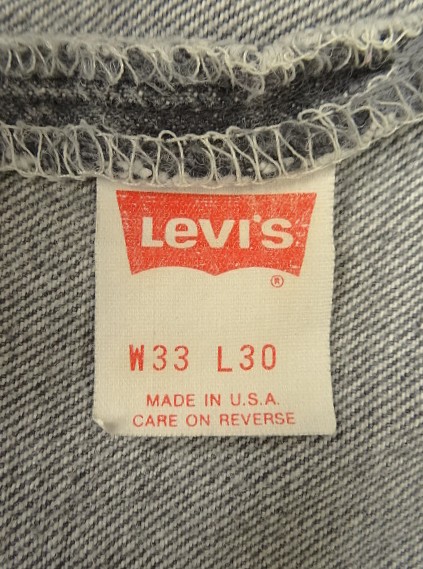 Levi's
®
W33 L30
MADE IN U.S.A.
CARE ON REVERSE